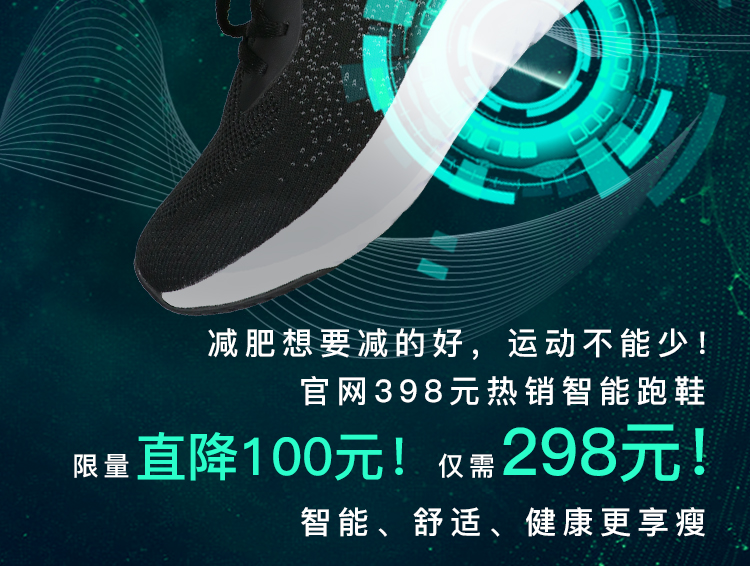 减肥想要减的好，运动不能少！
官网398元热销智能跑鞋
限量直降100元！仅需298元！
智能、舒适、健康更享瘦